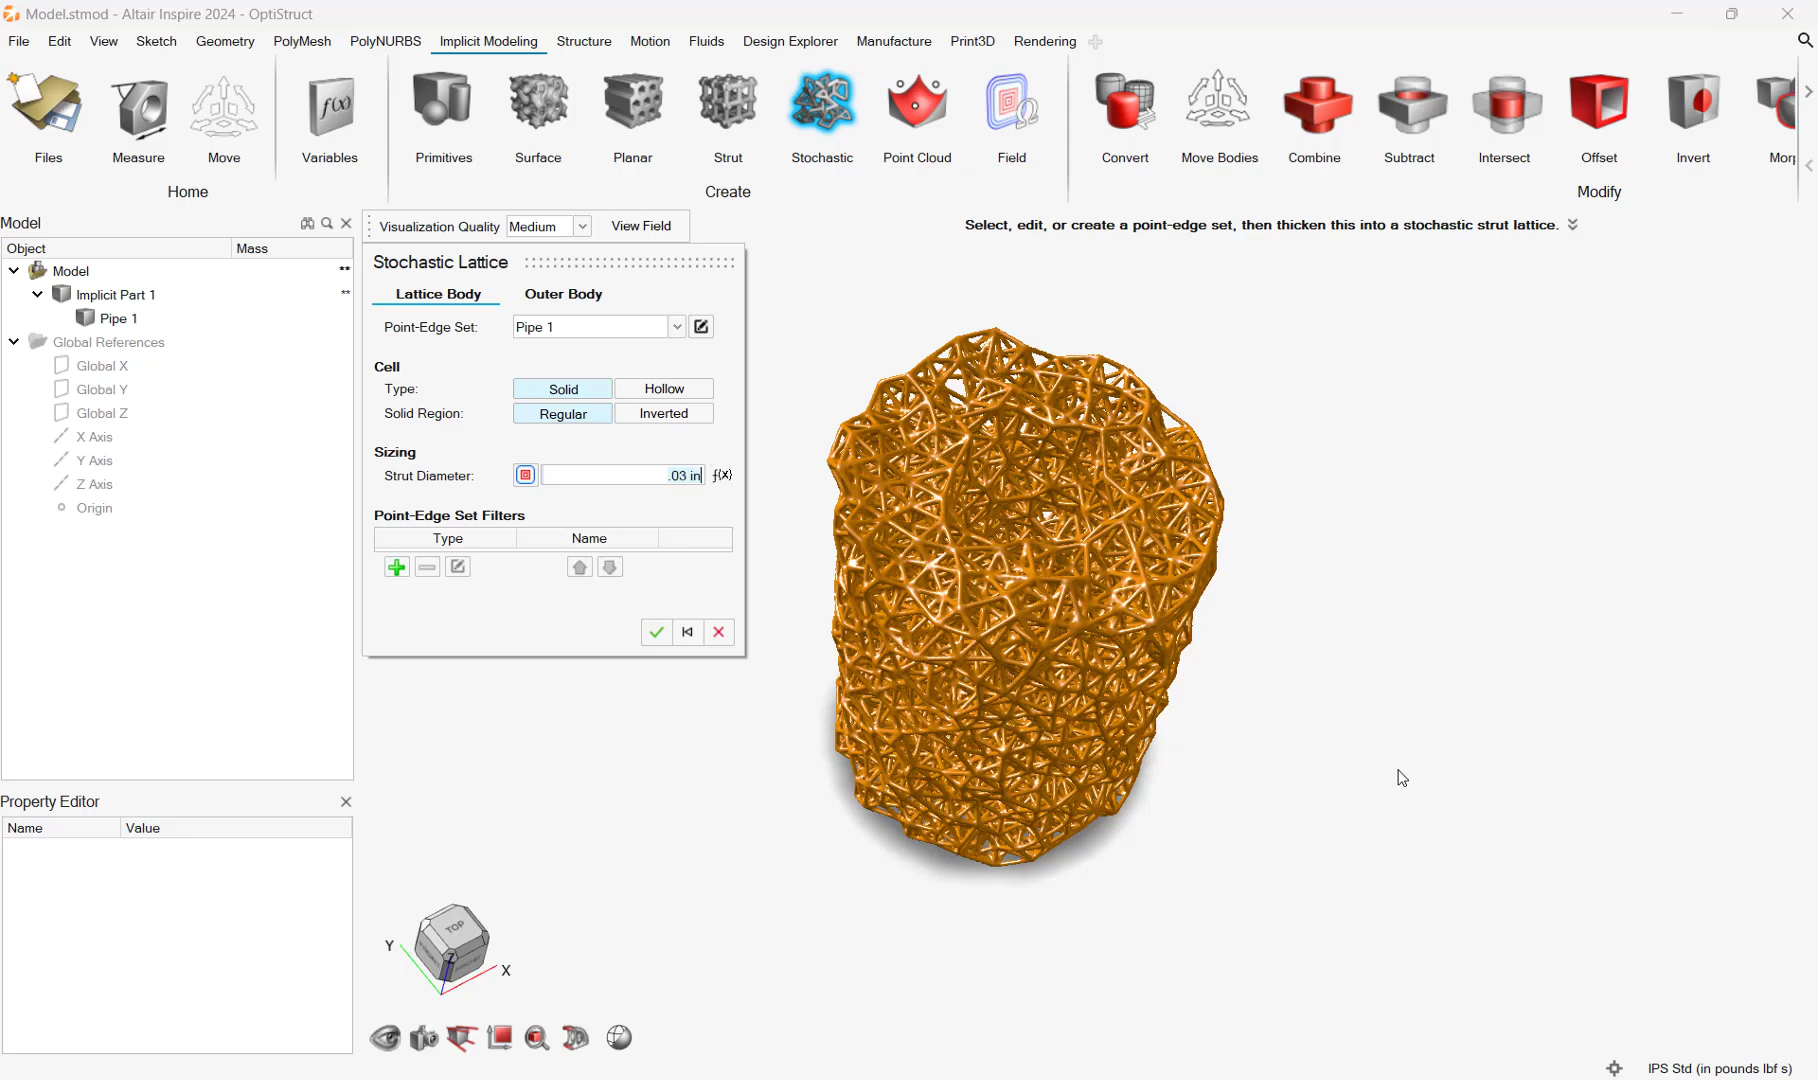 Model.stmod - Altair Inspire 2024 - OptiStruct
File Edit View Sketch Geometry PolyMesh PolyNURBS Implicit Modeling Structure Motion Fluids Design Explorer Manufacture Print3D Rendering
f(x)
Files Measure Move Variables Primitives Surface Planar Strut Stochastic Point Cloud Field Convert Move Bodies Combine Subtract Intersect Offset Invert Morp
Home Create Modify
Model
Visualization Quality Medium View Field
Select, edit, or create a point-edge set, then thicken this into a stochastic strut lattice.
Object Mass
Model **
Implicit Part 1 **
Pipe 1
Global References
Global X
Global Y
Global Z
X Axis
Y Axis
Z Axis
Origin
Stochastic Lattice
Lattice Body Outer Body
Point-Edge Set: Pipe 1
Cell
Type: Solid Hollow
Solid Region: Regular Inverted
Sizing
Strut Diameter: .03 in f(x)
Point-Edge Set Filters
Type Name
Property Editor
Name Value
TOP
Y
Z
X
IPS Std (in pounds lbf s)